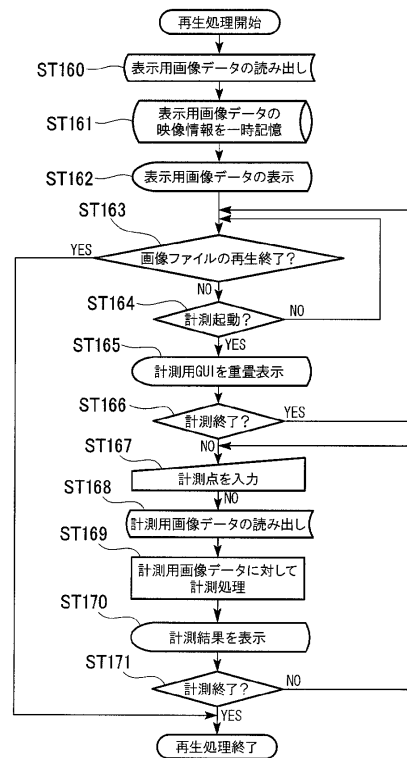 再生処理開始
ST160
表示用画像データの読み出し
ST161
表示用画像データの
映像情報を一時記憶
ST162
表示用画像データの表示
ST163
YES
画像ファイルの再生終了?
NO
ST164
計測起動?
NO
YES
ST165
計測用GUIを重畳表示
ST166
計測終了?
YES
NO
ST167
計測点を入力
NO
ST168
計測用画像データの読み出し
ST169
計測用画像データに対して
計測処理
ST170
計測結果を表示
ST171
計測終了?
NO
YES
再生処理終了